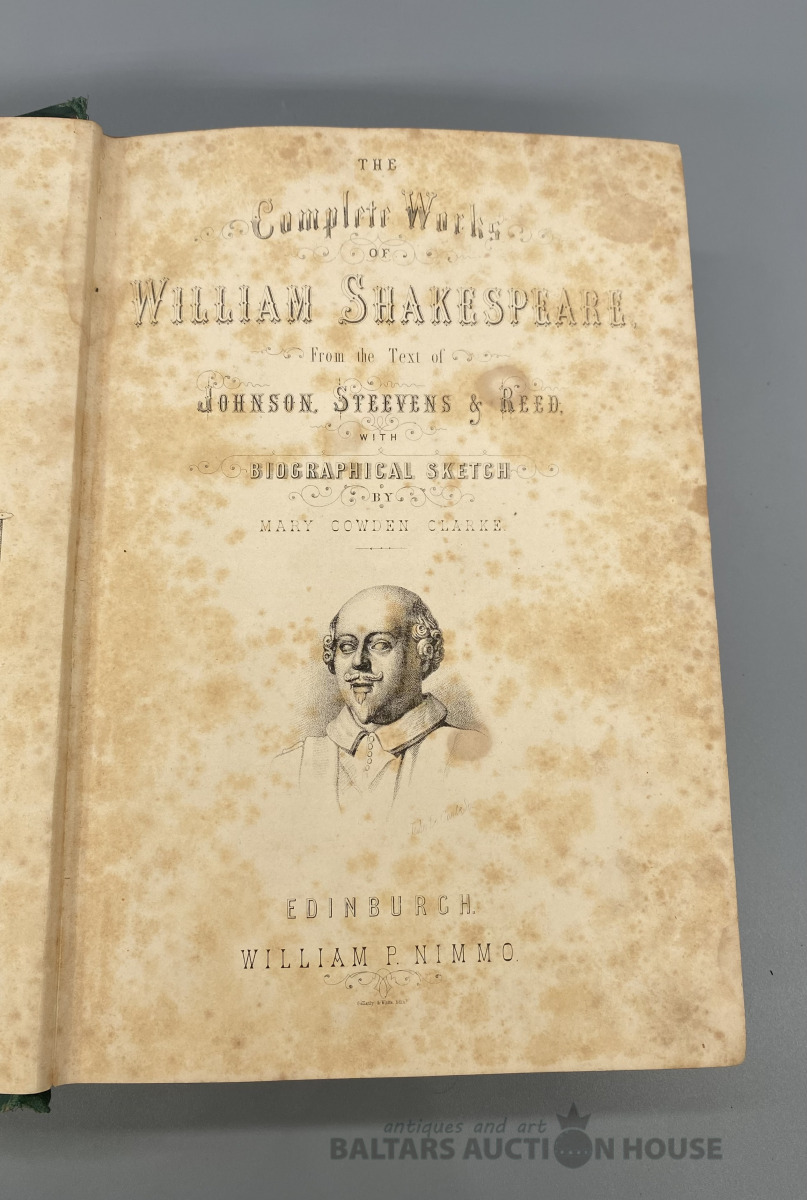 THE
Complete Works
OF
WILLIAM SHAKESPEARE,
From the Text of
JOHNSON, STEEVENS & REED,
WITH
BIOGRAPHICAL SKETCH
BY
MARY COWDEN CLARKE.
EDINBURGH.
WILLIAM P. NIMMO.
antiques and art
BALTARS AUCTION HOUSE